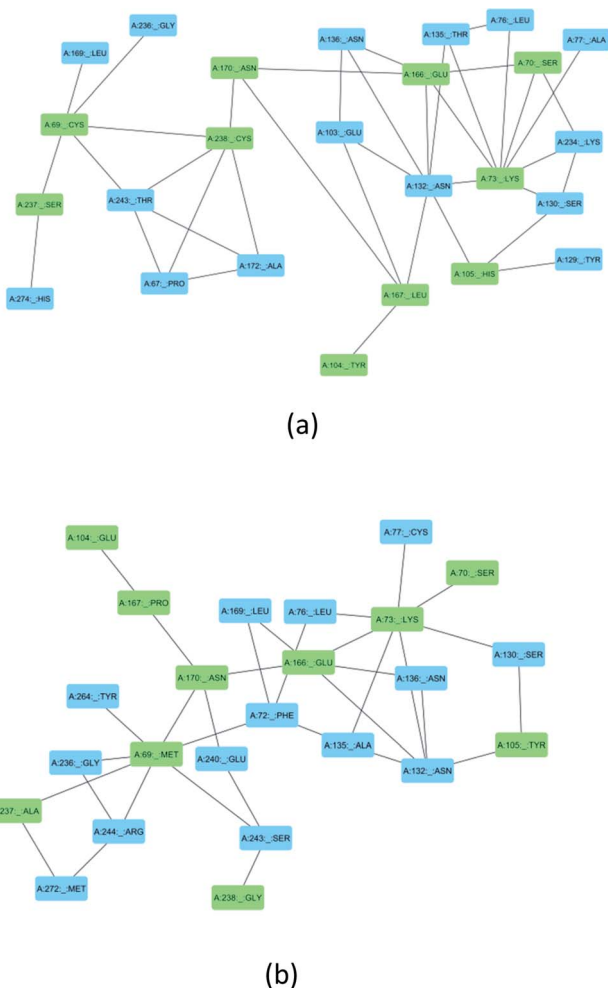 A:236:_:GLY
A:169:_:LEU
A:136:_:ASN
A:135:_:THR
A:76:_:LEU
A:77:_:ALA
A:170:_:ASN
A:166:_:GLU
A:70:_:SER
A:69:_:CYS
A:238:_:CYS
A:103:_:GLU
A:234:_:LYS
A:237:_:SER
A:243:_:THR
A:132:_:ASN
A:73:_:LYS
A:130:_:SER
A:274:_:HIS
A:67:_:PRO
A:172:_:ALA
A:105:_:HIS
A:129:_:TYR
A:167:_:LEU
A:104:_:TYR
(a)
A:104:_:GLU
A:77:_:CYS
A:70:_:SER
A:167:_:PRO
A:169:_:LEU
A:76:_:LEU
A:73:_:LYS
A:130:_:SER
A:170:_:ASN
A:166:_:GLU
A:136:_:ASN
A:264:_:TYR
A:72:_:PHE
A:69:_:MET
A:236:_:GLY
A:240:_:GLU
A:135:_:ALA
A:132:_:ASN
A:105:_:TYR
237:_:ALA
A:244:_:ARG
A:243:_:SER
A:272:_:MET
A:238:_:GLY
(b)